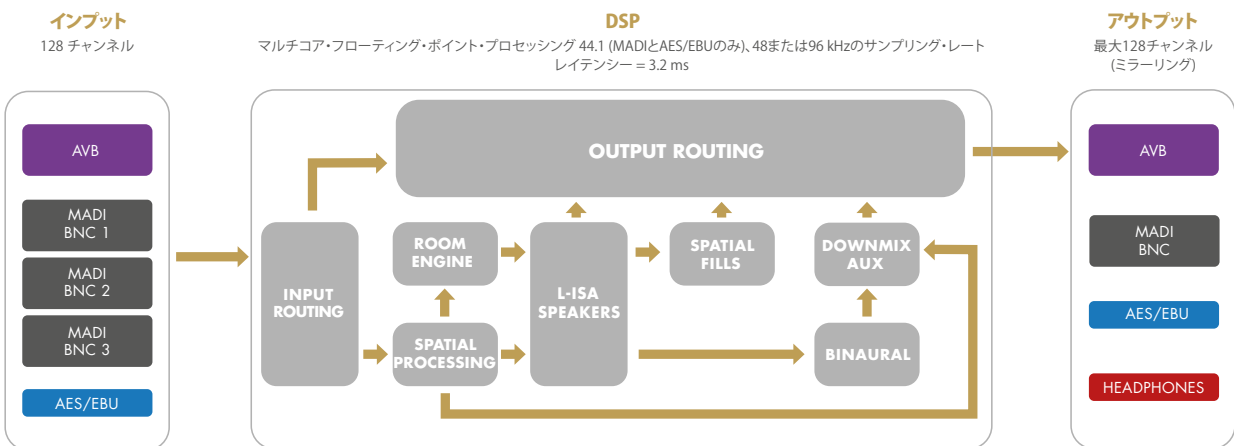 インプット
128 チャンネル
AVB
MADI
BNC 1
MADI
BNC 2
MADI
BNC 3
AES/EBU
DSP
マルチコア・フローティング・ポイント・プロセッシング 44.1 (MADIとAES/EBUのみ)、48または96 kHzのサンプリング・レート
レイテンシー = 3.2 ms
OUTPUT ROUTING
INPUT
ROUTING
ROOM
ENGINE
SPATIAL
PROCESSING
L-ISA
SPEAKERS
SPATIAL
FILLS
DOWNMIX
AUX
BINAURAL
アウトプット
最大128チャンネル
(ミラーリング)
AVB
MADI
BNC
AES/EBU
HEADPHONES